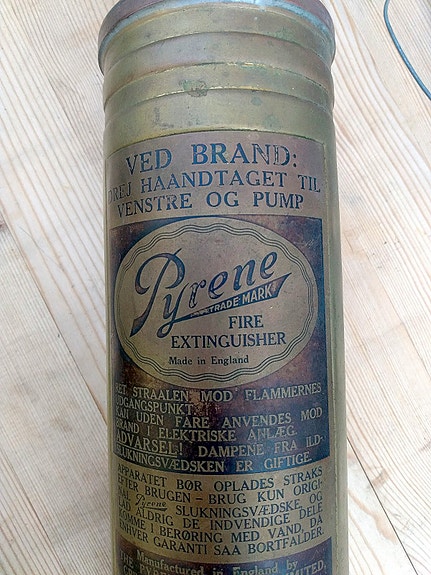 VED BRAND:
DREJ HAANDTAGET TIL
VENSTRE OG PUMP
Pyrene
TRADE MARK
FIRE
EXTINGUISHER
Made in England
RET STRAALEN MOD FLAMMERNES
UDGANGSPUNKT.
KAN UDEN FARE ANVENDES MOD
BRAND I ELEKTRISKE ANLÆG.
ADVARSEL! DAMPENE FRA ILD-
SLUKNINGSVÆDSKEN ER GIFTIGE.
APPARATET BØR OPLADES STRAKS
EFTER BRUGEN – BRUG KUN ORIGI-
NAL Pyrene SLUKNINGSVÆDSKE, OG
LAD ALDRIG DE INDVENDIGE DELE
KOMME I BERØRING MED VAND, DA
ENHVER GARANTI SAA BORTFALDER.
Manufactured in England by
THE LIMITED,